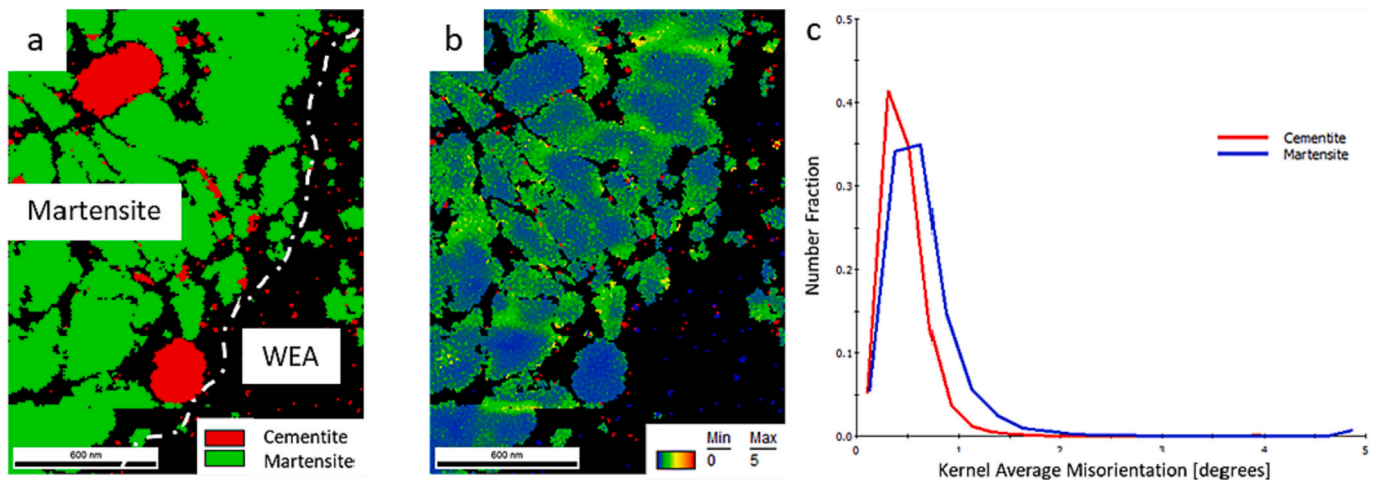 a
Martensite
WEA
Cementite
Martensite
600 nm
b
Min Max
0 5
600 nm
c
0.5
0.4
0.3
0.2
0.1
0.0
Number Fraction
Cementite
Martensite
1 2 3 4 5
Kernel Average Misorientation [degrees]